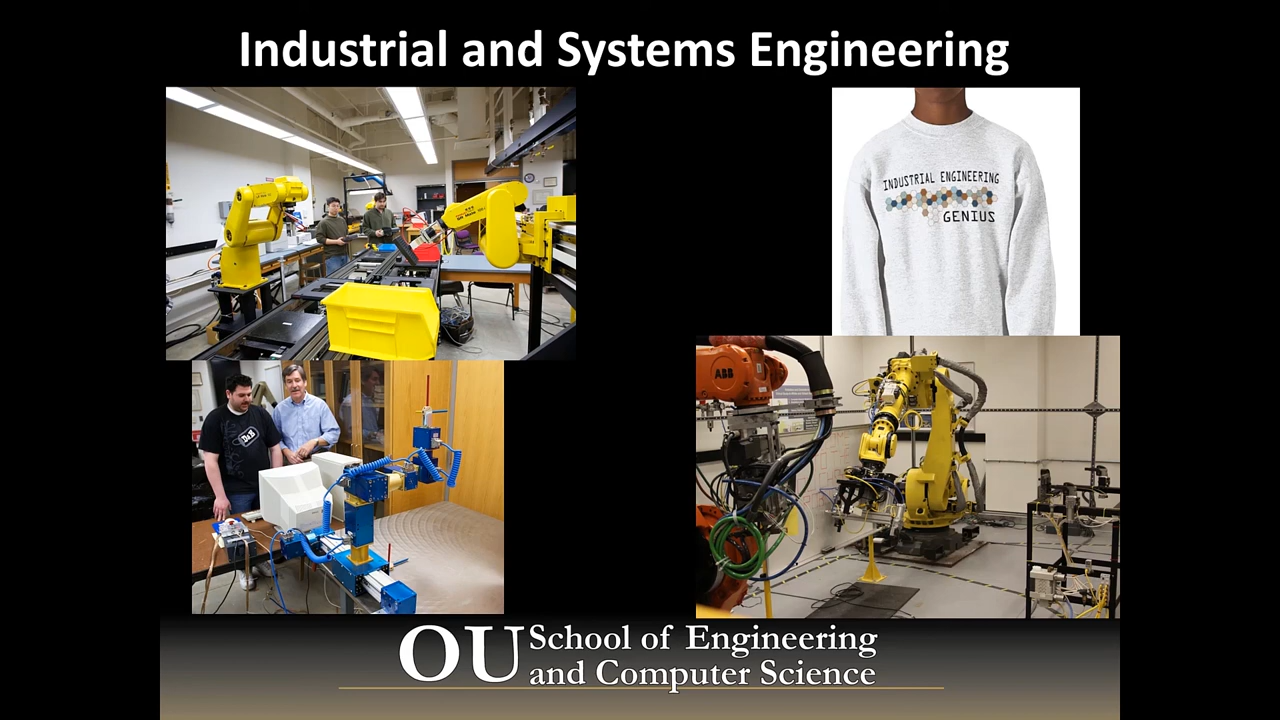 Industrial and Systems Engineering
INDUSTRIAL ENGINEERING
GENIUS
D&B
ABB
OU School of Engineering
and Computer Science